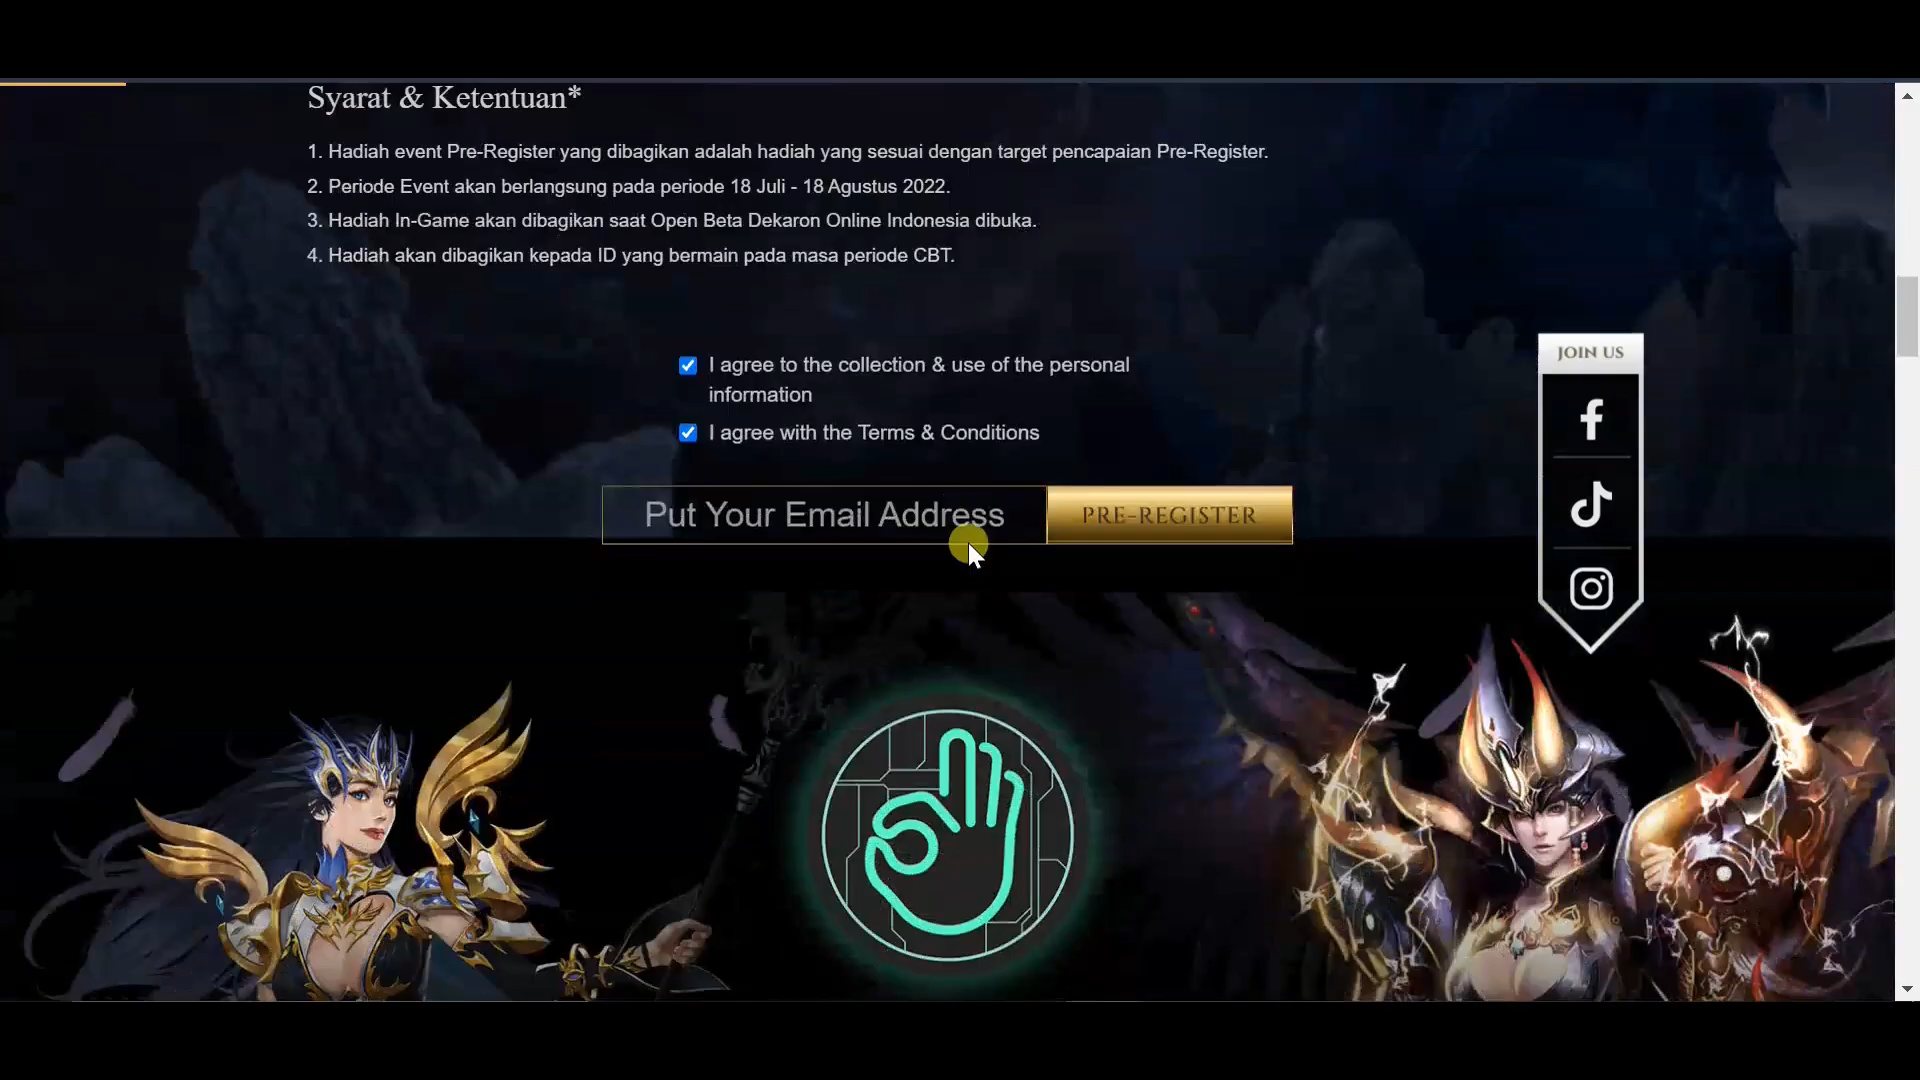 Syarat & Ketentuan*
1. Hadiah event Pre-Register yang dibagikan adalah hadiah yang sesuai dengan target pencapaian Pre-Register.
2. Periode Event akan berlangsung pada periode 18 Juli - 18 Agustus 2022.
3. Hadiah In-Game akan dibagikan saat Open Beta Dekaron Online Indonesia dibuka.
4. Hadiah akan dibagikan kepada ID yang bermain pada masa periode CBT.
JOIN US
I agree to the collection & use of the personal
information
I agree with the Terms & Conditions
Put Your Email Address
PRE-REGISTER